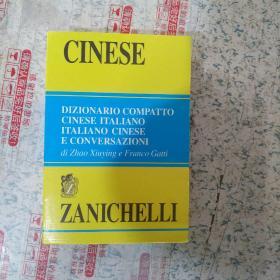 CINESE
DIZIONARIO COMPATTO
CINESE ITALIANO
ITALIANO CINESE
E CONVERSAZIONI
di Zhao Xiuying e Franco Gatti
ZANICHELLI